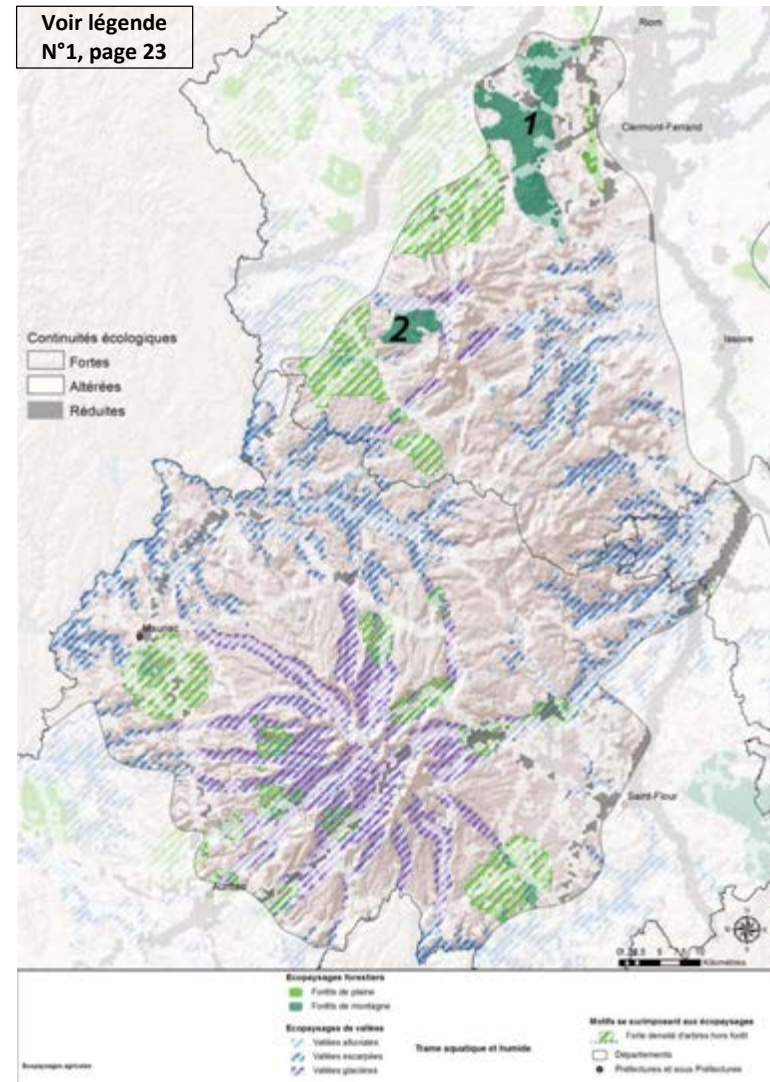 Voir légende
N°1, page 23
Riom
1
Clermont-Ferrand
2
Issoire
Continuités écologiques
Fortes
Altérées
Réduites
Mauriac
Saint-Flour
Aurillac
Kilomètres
Ecopaysages forestiers
Forêts de plaine
Forêts de montagne
Ecopaysages de vallées
Vallées alluviales
Vallées escarpées
Vallées glacières
Trame aquatique et humide
Motifs se surimposant aux écopaysages
Forte densité d'arbres hors forêt
Départements
Préfectures et sous Préfectures
Ecopaysages agricoles